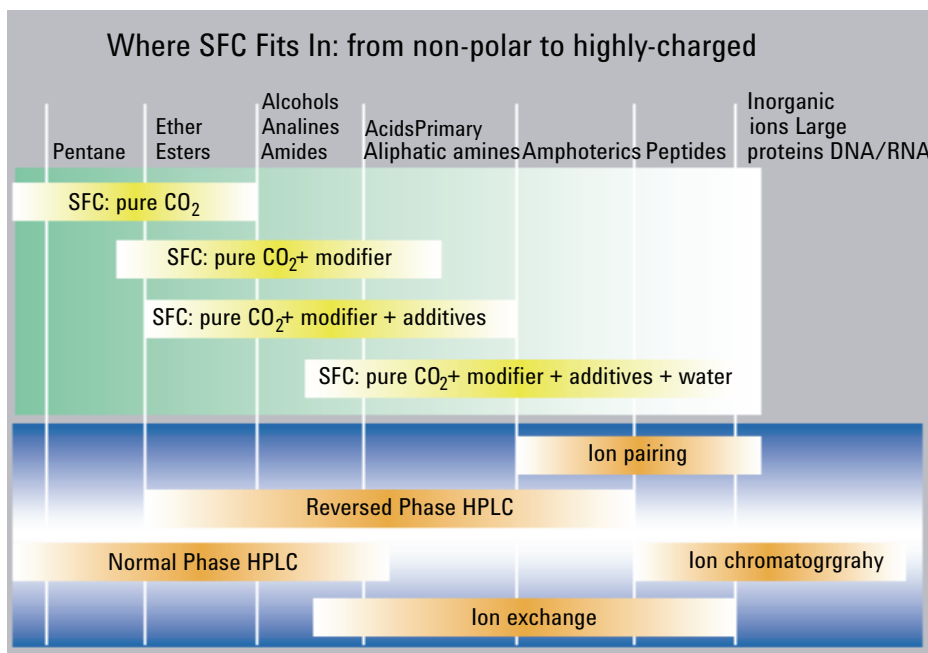 Where SFC Fits In: from non-polar to highly-charged
Pentane
Ether
Esters
Alcohols
Analines
Amides
AcidsPrimary
Aliphatic amines
Amphoterics
Peptides
Inorganic
ions Large
proteins DNA/RNA
SFC: pure CO₂
SFC: pure CO₂+ modifier
SFC: pure CO₂+ modifier + additives
SFC: pure CO₂+ modifier + additives + water
Ion pairing
Reversed Phase HPLC
Normal Phase HPLC
Ion chromatogrgrahy
Ion exchange